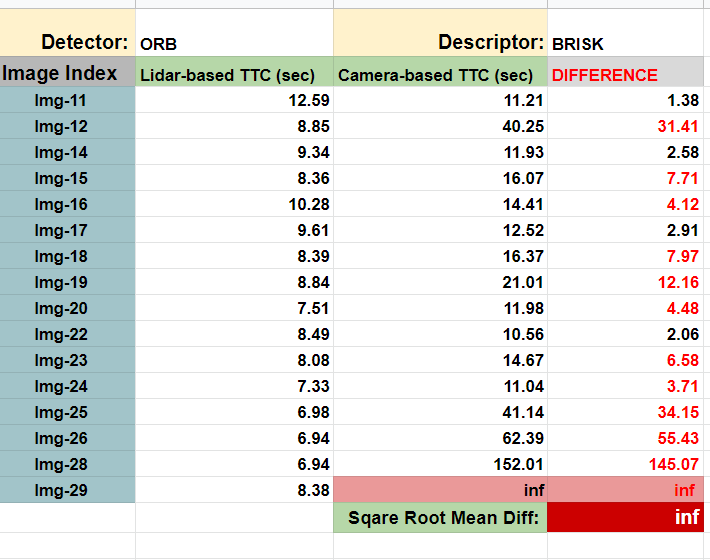 Detector: ORB Descriptor: BRISK
Image Index Lidar-based TTC (sec) Camera-based TTC (sec) DIFFERENCE
Img-11 12.59 11.21 1.38
Img-12 8.85 40.25 31.41
Img-14 9.34 11.93 2.58
Img-15 8.36 16.07 7.71
Img-16 10.28 14.41 4.12
Img-17 9.61 12.52 2.91
Img-18 8.39 16.37 7.97
Img-19 8.84 21.01 12.16
Img-20 7.51 11.98 4.48
Img-22 8.49 10.56 2.06
Img-23 8.08 14.67 6.58
Img-24 7.33 11.04 3.71
Img-25 6.98 41.14 34.15
Img-26 6.94 62.39 55.43
Img-28 6.94 152.01 145.07
Img-29 8.38 inf inf
Sqare Root Mean Diff: inf